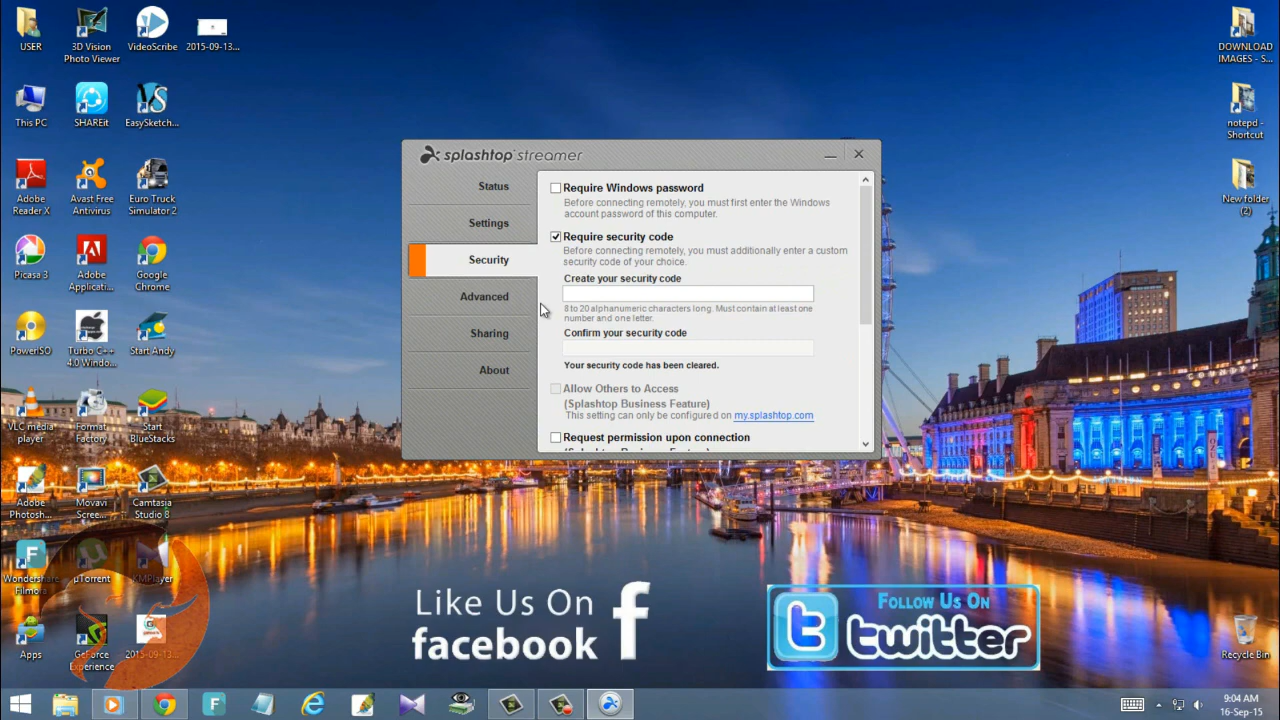 USER
3D Vision
Photo Viewer
VideoScribe
2015-09-13...
DOWNLOAD
IMAGES - S...
This PC
SHAREit
EasySketch...
notepd -
Shortcut
Adobe
Reader X
Avast Free
Antivirus
Euro Truck
Simulator 2
New folder
(2)
Picasa 3
Adobe
Applicati...
Google
Chrome
PowerISO
Turbo C++
4.0 Windo...
Start Andy
VLC media
player
Format
Factory
Start
BlueStacks
Adobe
Photosh...
Movavi
Scree...
Camtasia
Studio 8
Wondershare
Filmora
µTorrent
KMPlayer
Apps
GeForce
Experience
2015-09-13...
Recycle Bin
splashtop streamer
Status
Settings
Security
Advanced
Sharing
About
Require Windows password
Before connecting remotely, you must first enter the Windows
account password of this computer.
Require security code
Before connecting remotely, you must additionally enter a custom
security code of your choice.
Create your security code
8 to 20 alphanumeric characters long. Must contain at least one
number and one letter.
Confirm your security code
Your security code has been cleared.
Allow Others to Access
(Splashtop Business Feature)
This setting can only be configured on my.splashtop.com
Request permission upon connection
(Splashtop Business Feature)
Like Us On
facebook
FOLLOW US ON
twitter
9:04 AM
16-Sep-15